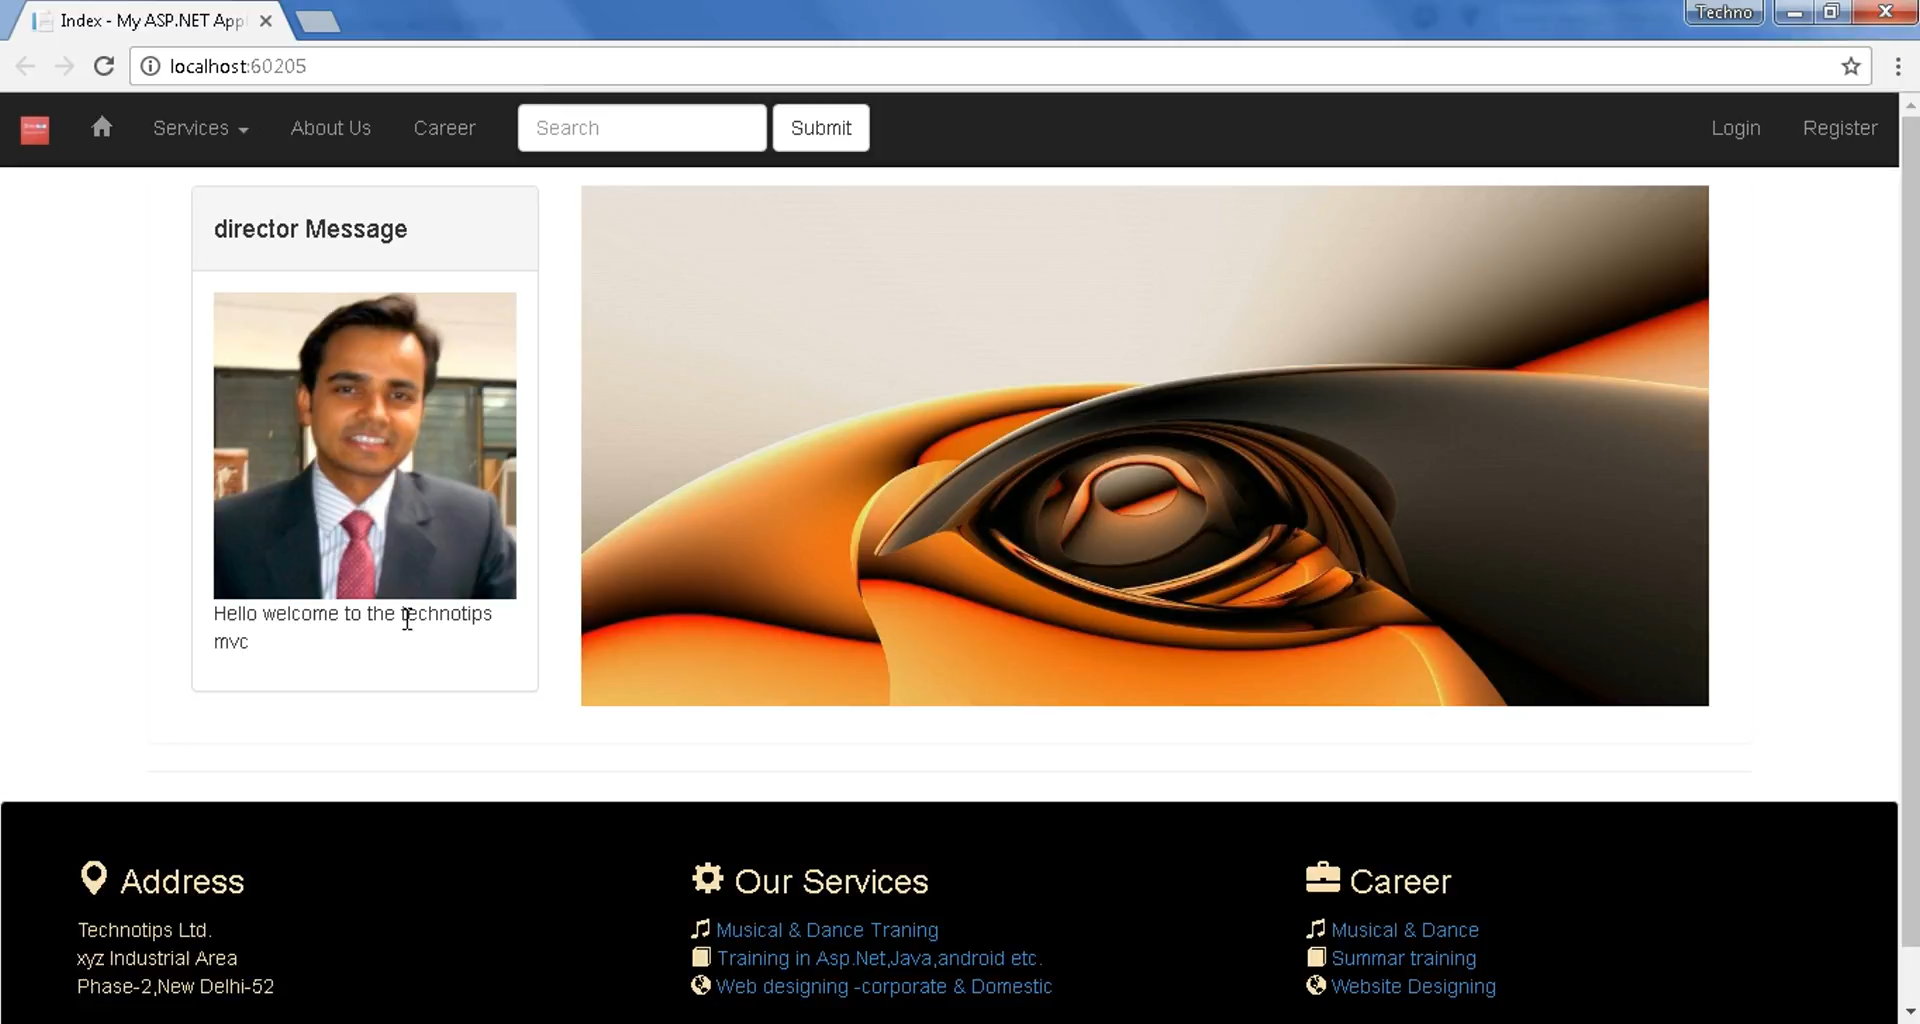 Index - My ASP.NET App
Techno
localhost:60205
Services
About Us
Career
Search
Submit
Login
Register
director Message
Hello welcome to the technotips
mvc
Address
Technotips Ltd.
xyz Industrial Area
Phase-2,New Delhi-52
Our Services
Musical & Dance Traning
Training in Asp.Net,Java,android etc.
Web designing -corporate & Domestic
Career
Musical & Dance
Summar training
Website Designing